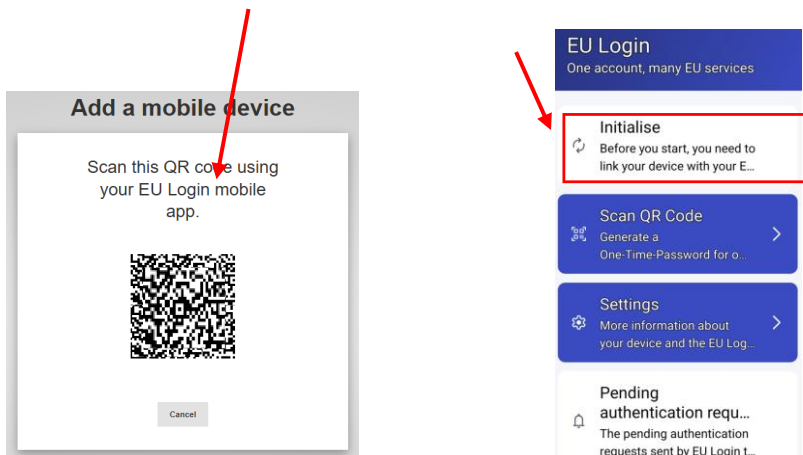 Add a mobile device
Scan this QR code using
your EU Login mobile
app.
Cancel
EU Login
One account, many EU services
Initialise
Before you start, you need to
link your device with your E...
Scan QR Code
Generate a
One-Time-Password for o...
Settings
More information about
your device and the EU Log...
Pending
authentication requ...
The pending authentication
requests sent by EU Login t...